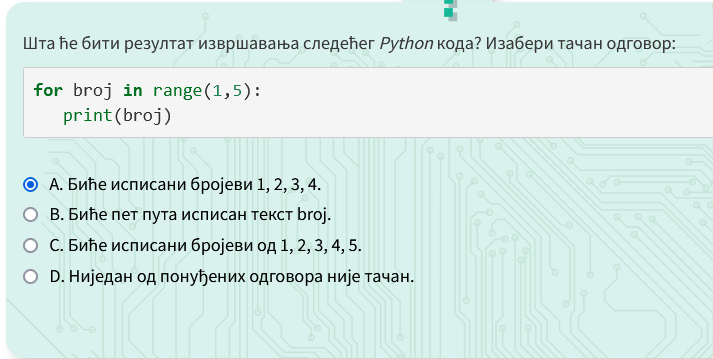 Шта ће бити резултат извршавања следећег Python кода? Изабери тачан одговор:
for broj in range(1,5):
print(broj)
A. Биће исписани бројеви 1, 2, 3, 4.
B. Биће пет пута исписан текст broj.
C. Биће исписани бројеви од 1, 2, 3, 4, 5.
D. Ниједан од понуђених одговора није тачан.